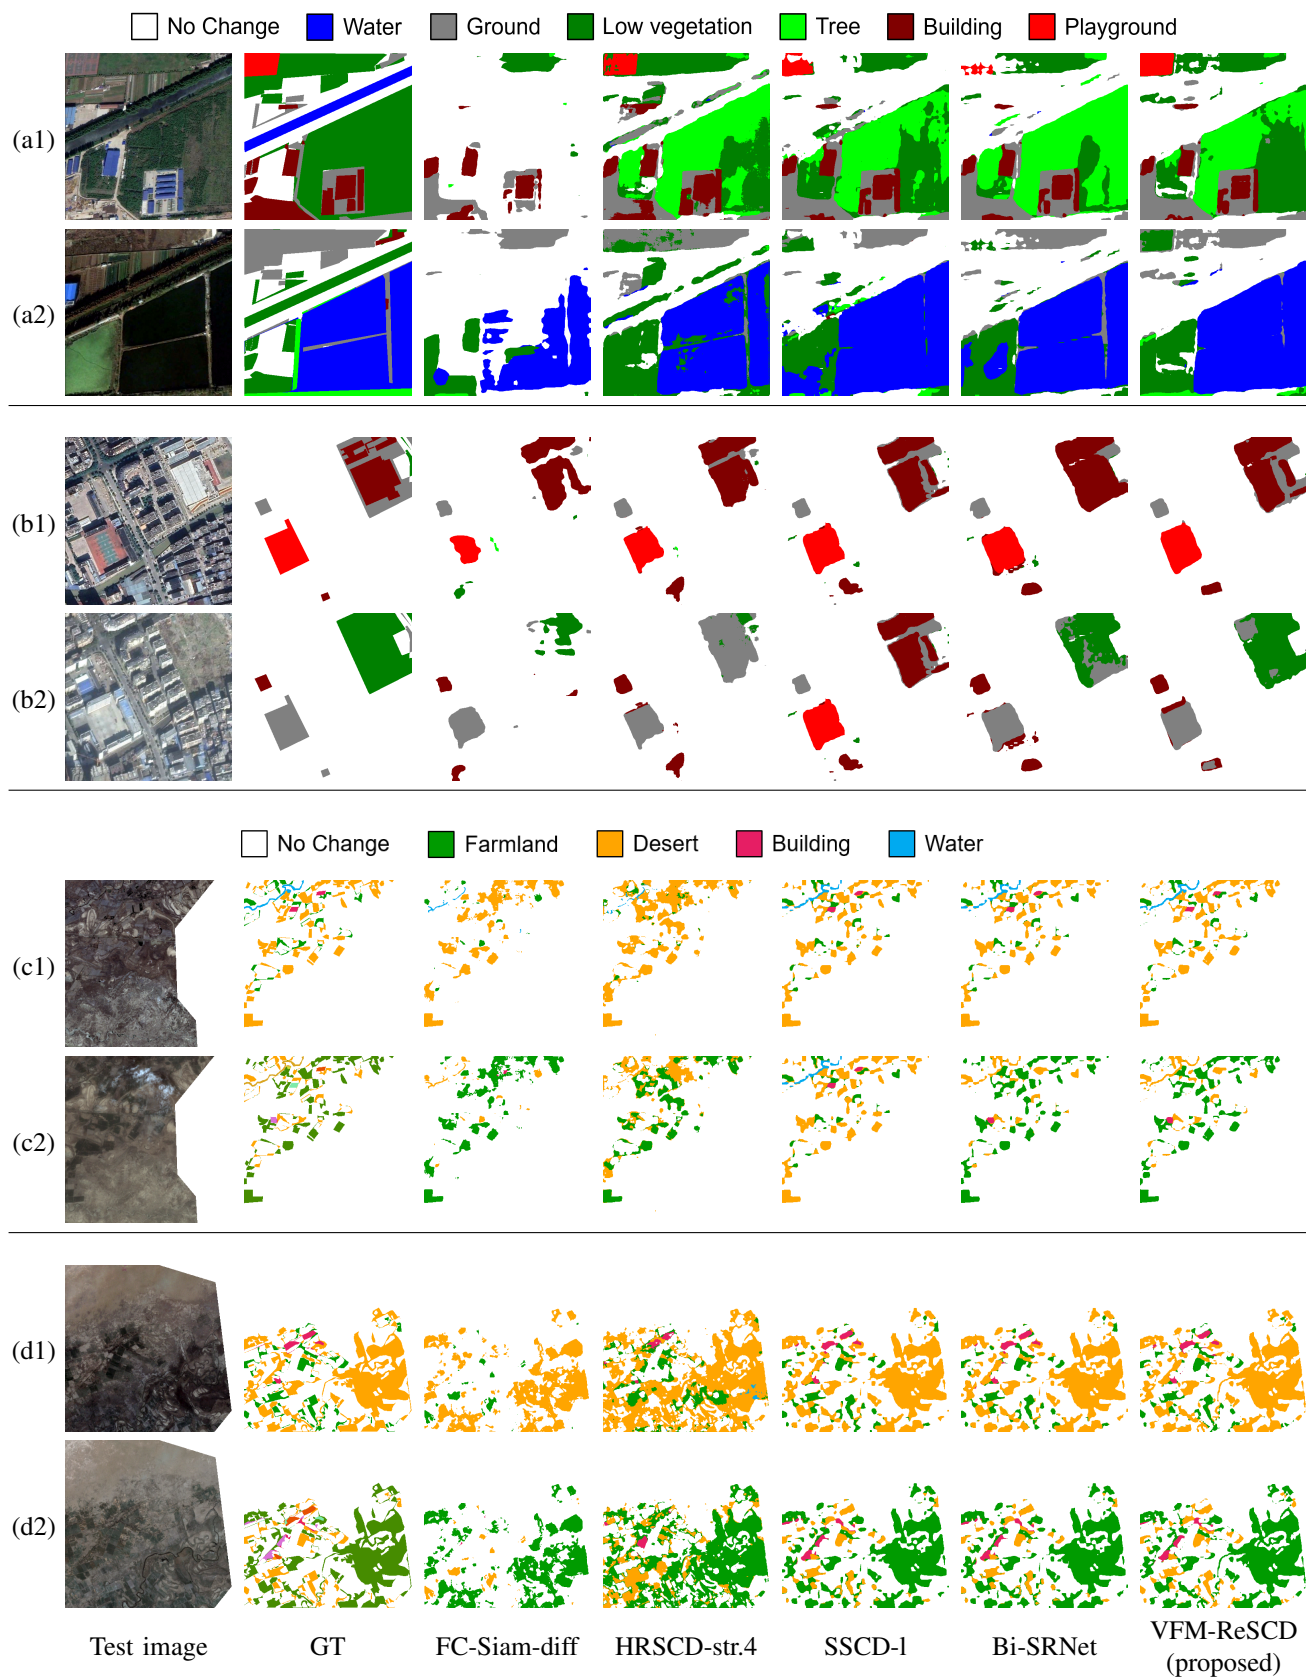 No Change Water Ground Low vegetation Tree Building Playground
(a1)
(a2)
(b1)
(b2)
No Change Farmland Desert Building Water
(c1)
(c2)
(d1)
(d2)
Test image GT FC-Siam-diff HRSCD-str.4 SSCD-l Bi-SRNet VFM-ReSCD
(proposed)